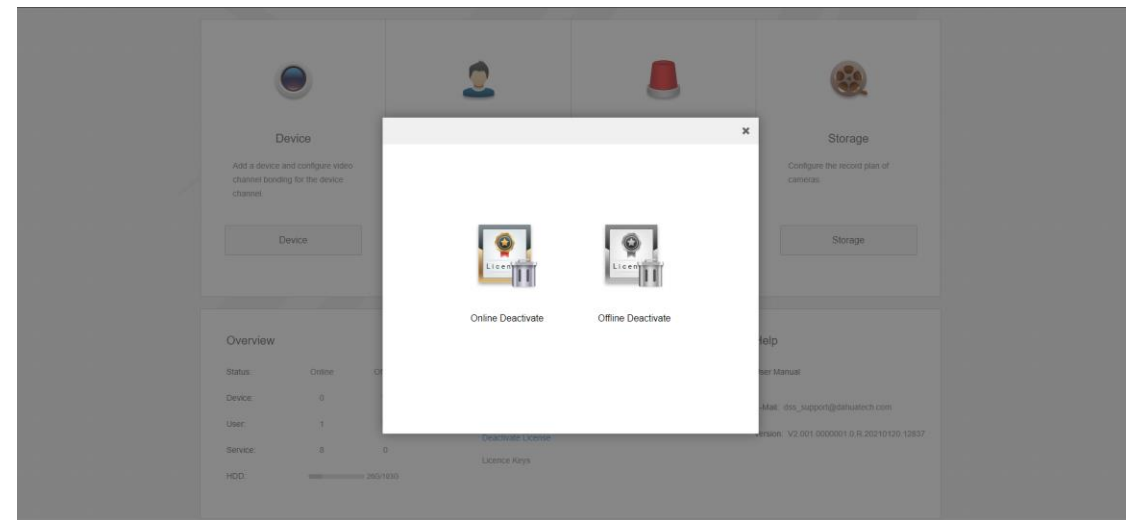 Device
Storage
Add a device and configure video
channel bonding for the device
channel.
Configure the record plan of
cameras.
Device
Storage
Licen
Licen
Online Deactivate
Offline Deactivate
Overview
Help
Status:
Online
User Manual
Device:
0
E-Mail: dss_support@dahuatech.com
User:
1
Deactivate License
Version: V2.001.0000001.0.R.20210120.12837
Service:
8
0
Licence Keys
HDD: